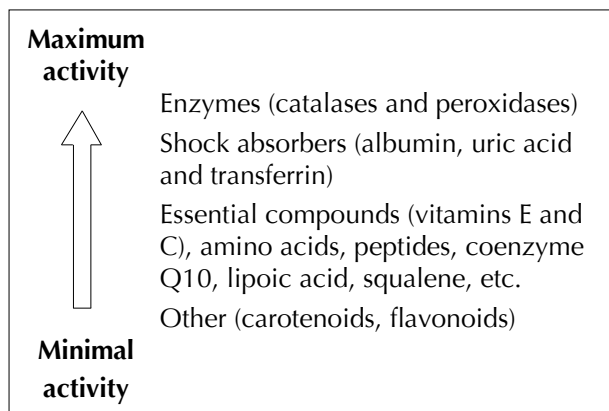 Maximum
activity
Enzymes (catalases and peroxidases)
Shock absorbers (albumin, uric acid
and transferrin)
Essential compounds (vitamins E and
C), amino acids, peptides, coenzyme
Q10, lipoic acid, squalene, etc.
Other (carotenoids, flavonoids)
Minimal
activity